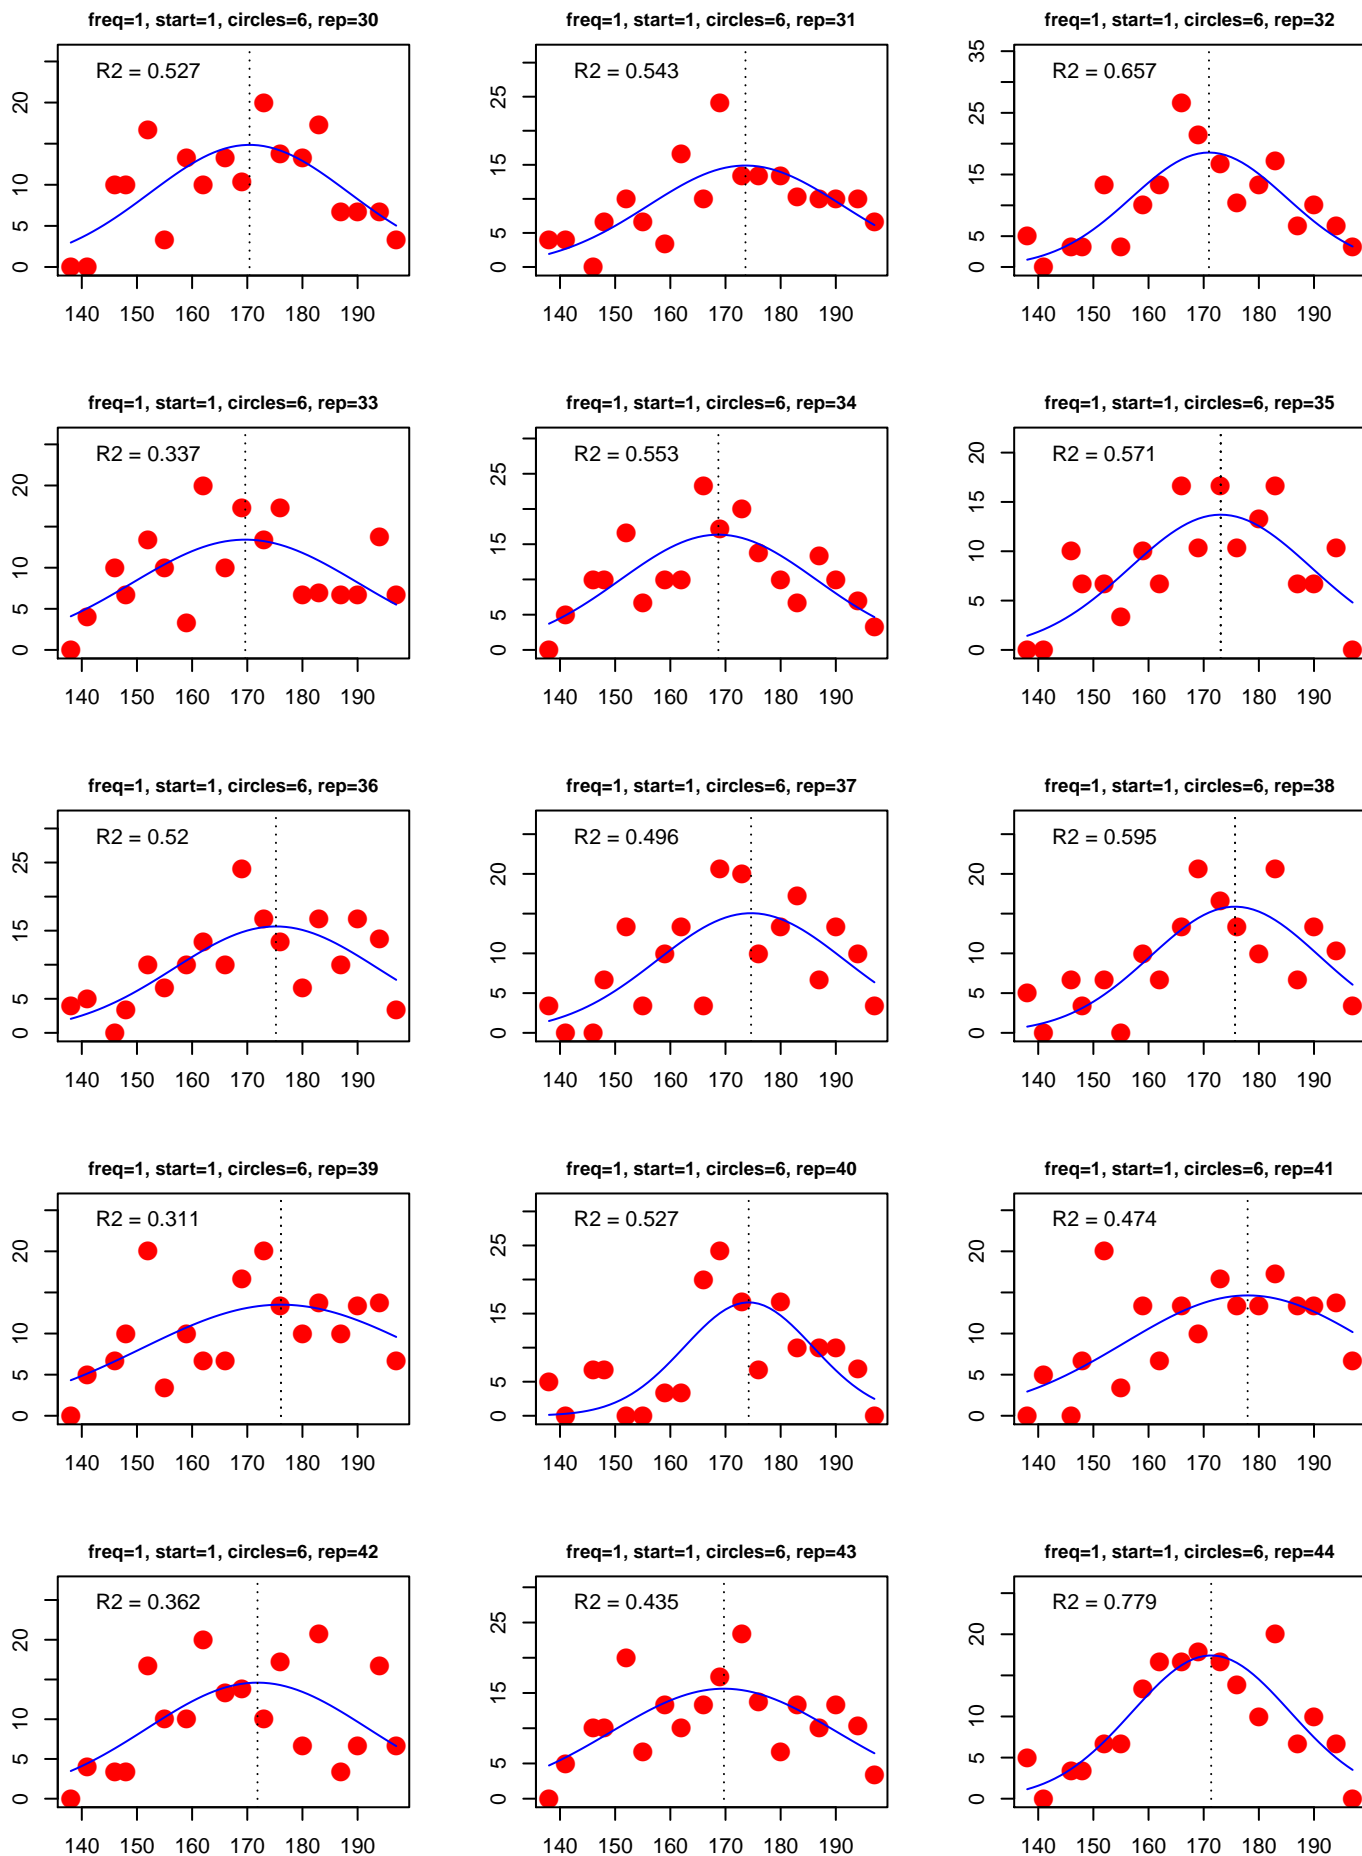 freq=1, start=1, circles=6, rep=30
R2 = 0.527
0 5 10 20
140 150 160 170 180 190
freq=1, start=1, circles=6, rep=31
R2 = 0.543
0 5 15 25
140 150 160 170 180 190
freq=1, start=1, circles=6, rep=32
R2 = 0.657
0 5 15 25 35
140 150 160 170 180 190
freq=1, start=1, circles=6, rep=33
R2 = 0.337
0 5 10 20
140 150 160 170 180 190
freq=1, start=1, circles=6, rep=34
R2 = 0.553
0 5 15 25
140 150 160 170 180 190
freq=1, start=1, circles=6, rep=35
R2 = 0.571
0 5 10 15 20
140 150 160 170 180 190
freq=1, start=1, circles=6, rep=36
R2 = 0.52
0 5 15 25
140 150 160 170 180 190
freq=1, start=1, circles=6, rep=37
R2 = 0.496
0 5 10 20
140 150 160 170 180 190
freq=1, start=1, circles=6, rep=38
R2 = 0.595
0 5 10 20
140 150 160 170 180 190
freq=1, start=1, circles=6, rep=39
R2 = 0.311
0 5 10 20
140 150 160 170 180 190
freq=1, start=1, circles=6, rep=40
R2 = 0.527
0 5 15 25
140 150 160 170 180 190
freq=1, start=1, circles=6, rep=41
R2 = 0.474
0 5 10 20
140 150 160 170 180 190
freq=1, start=1, circles=6, rep=42
R2 = 0.362
0 5 10 20
140 150 160 170 180 190
freq=1, start=1, circles=6, rep=43
R2 = 0.435
0 5 15 25
140 150 160 170 180 190
freq=1, start=1, circles=6, rep=44
R2 = 0.779
0 5 10 20
140 150 160 170 180 190